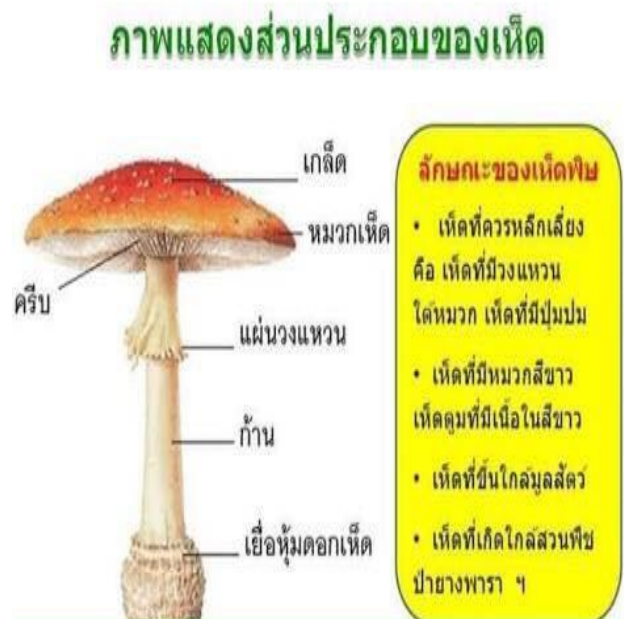 ภาพแสดงส่วนประกอบของเห็ด
เกล็ด
หมวกเห็ด
ครีบ
แผ่นวงแหวน
ก้าน
เยื่อหุ้มดอกเห็ด
ลักษณะของเห็ดพิษ
• เห็ดที่ควรหลีกเลี่ยง
คือ เห็ดที่มีวงแหวน
ใต้หมวก เห็ดที่มีปุ่มปม
• เห็ดที่มีหมวกสีขาว
เห็ดตูมที่มีเนื้อในสีขาว
• เห็ดที่ขึ้นใกล้มูลสัตว์
• เห็ดที่เกิดใกล้สวนพืช
ป่ายางพารา ฯ